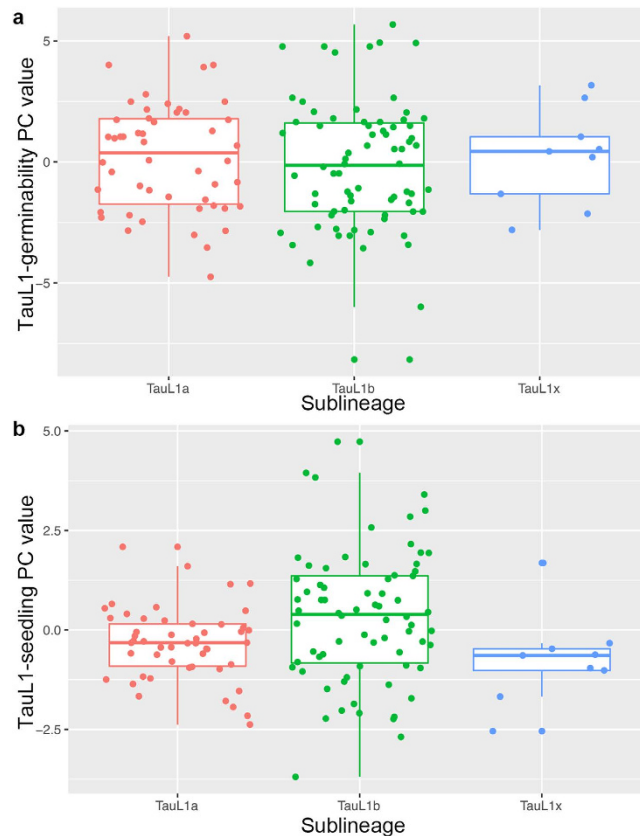 a
TauL1-germinability PC value
5
0
−5
TauL1a TauL1b TauL1x
Sublineage
b
TauL1-seedling PC value
5.0
2.5
0.0
−2.5
TauL1a TauL1b TauL1x
Sublineage